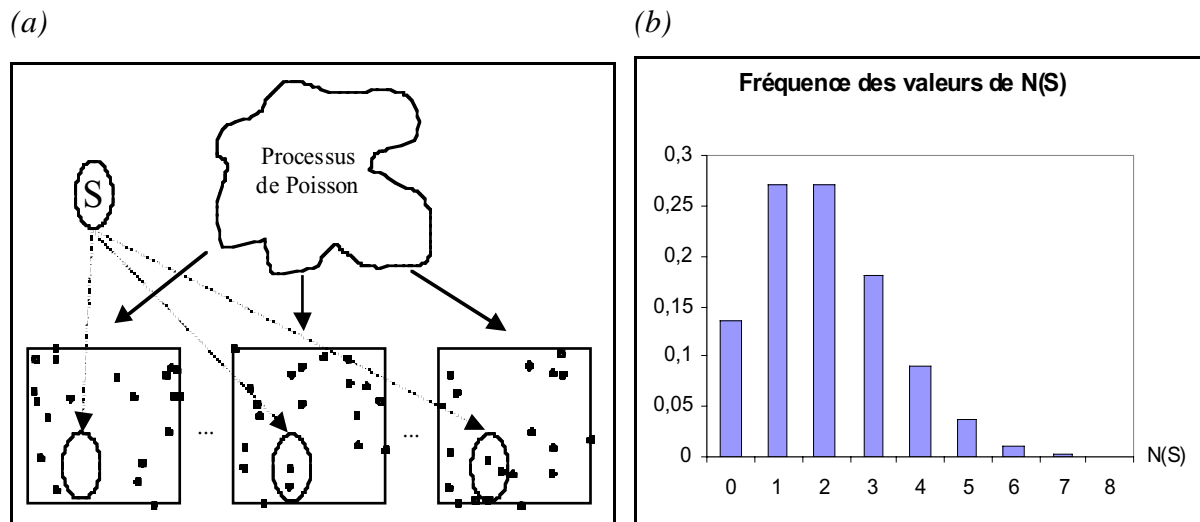 (a)
(b)
Processus
de Poisson
S
...
...
Fréquence des valeurs de N(S)
0,3
0,25
0,2
0,15
0,1
0,05
0
0 1 2 3 4 5 6 7 8
N(S)